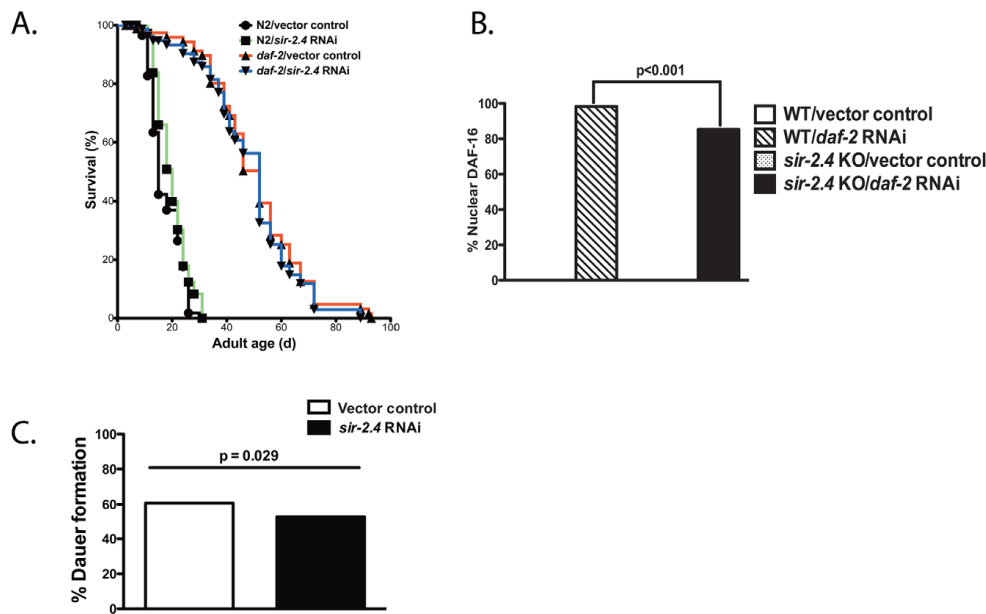 A.
N2/vector control
N2/sir-2.4 RNAi
daf-2/vector control
daf-2/sir-2.4 RNAi
100
80
60
40
20
0
Survival (%)
0 20 40 60 80 100
Adult age (d)
B.
p<0.001
100
80
60
40
20
0
% Nuclear DAF-16
WT/vector control
WT/daf-2 RNAi
sir-2.4 KO/vector control
sir-2.4 KO/daf-2 RNAi
C.
Vector control
sir-2.4 RNAi
p = 0.029
100
80
60
40
20
0
% Dauer formation